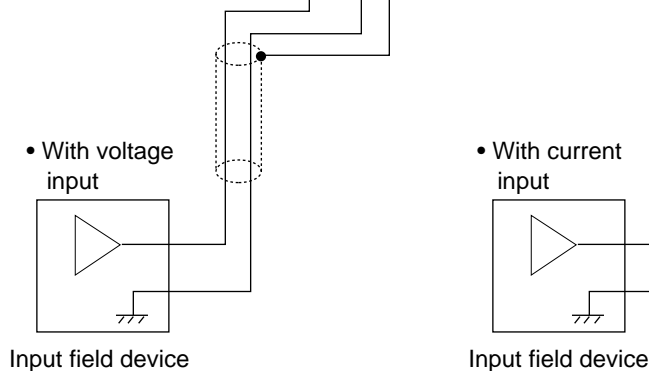 • With voltage
input
Input field device
• With current
input
Input field device